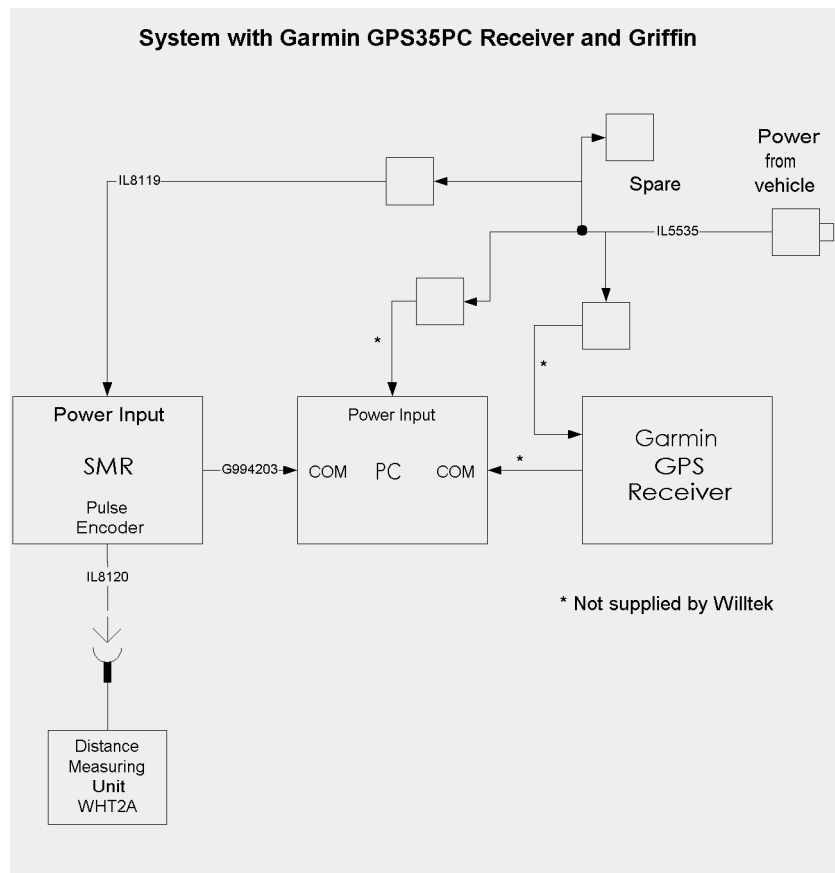 System with Garmin GPS35PC Receiver and Griffin
Power
from
vehicle
Spare
IL8119
IL5535
*
*
Power Input
SMR
Pulse
Encoder
G994203
Power Input
COM PC COM
*
Garmin
GPS
Receiver
IL8120
* Not supplied by Willtek
Distance
Measuring
Unit
WHT2A